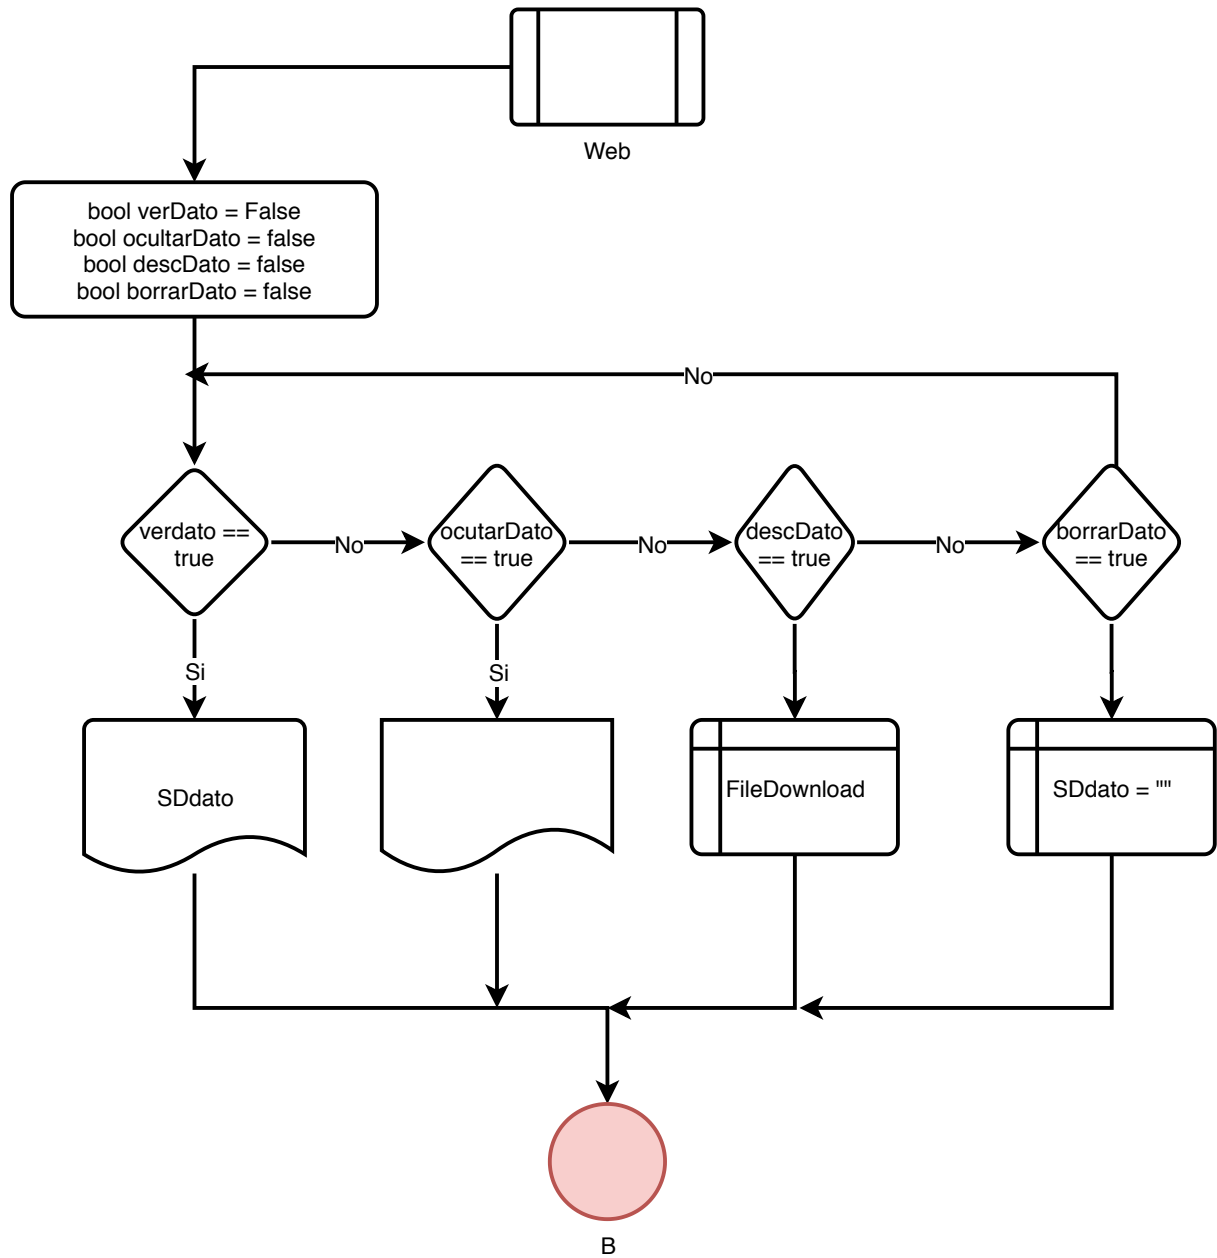 Web
bool verDato = False
bool ocultarDato = false
bool descDato = false
bool borrarDato = false
No
verdato ==
true
No
ocutarDato
== true
No
descDato
== true
No
borrarDato
== true
Si
Si
SDdato
FileDownload
SDdato = ""
B